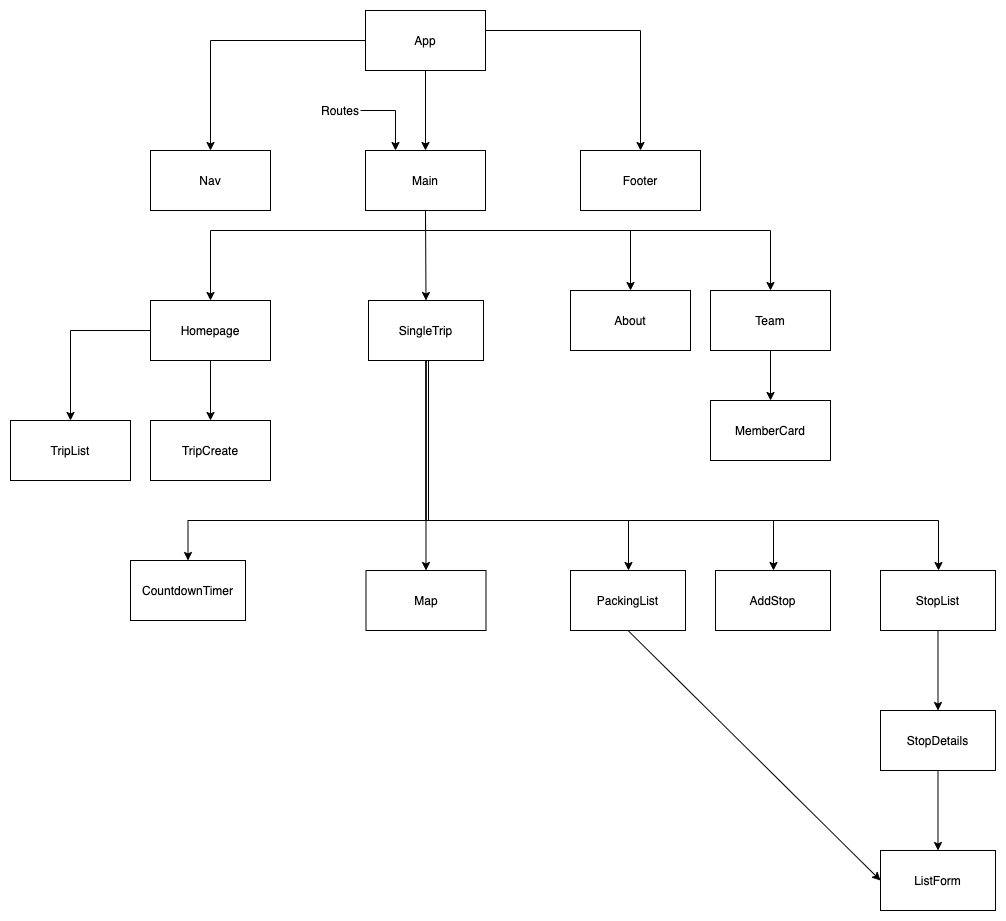 App
Routes
Nav
Main
Footer
Homepage
SingleTrip
About
Team
TripList
TripCreate
MemberCard
CountdownTimer
Map
PackingList
AddStop
StopList
StopDetails
ListForm